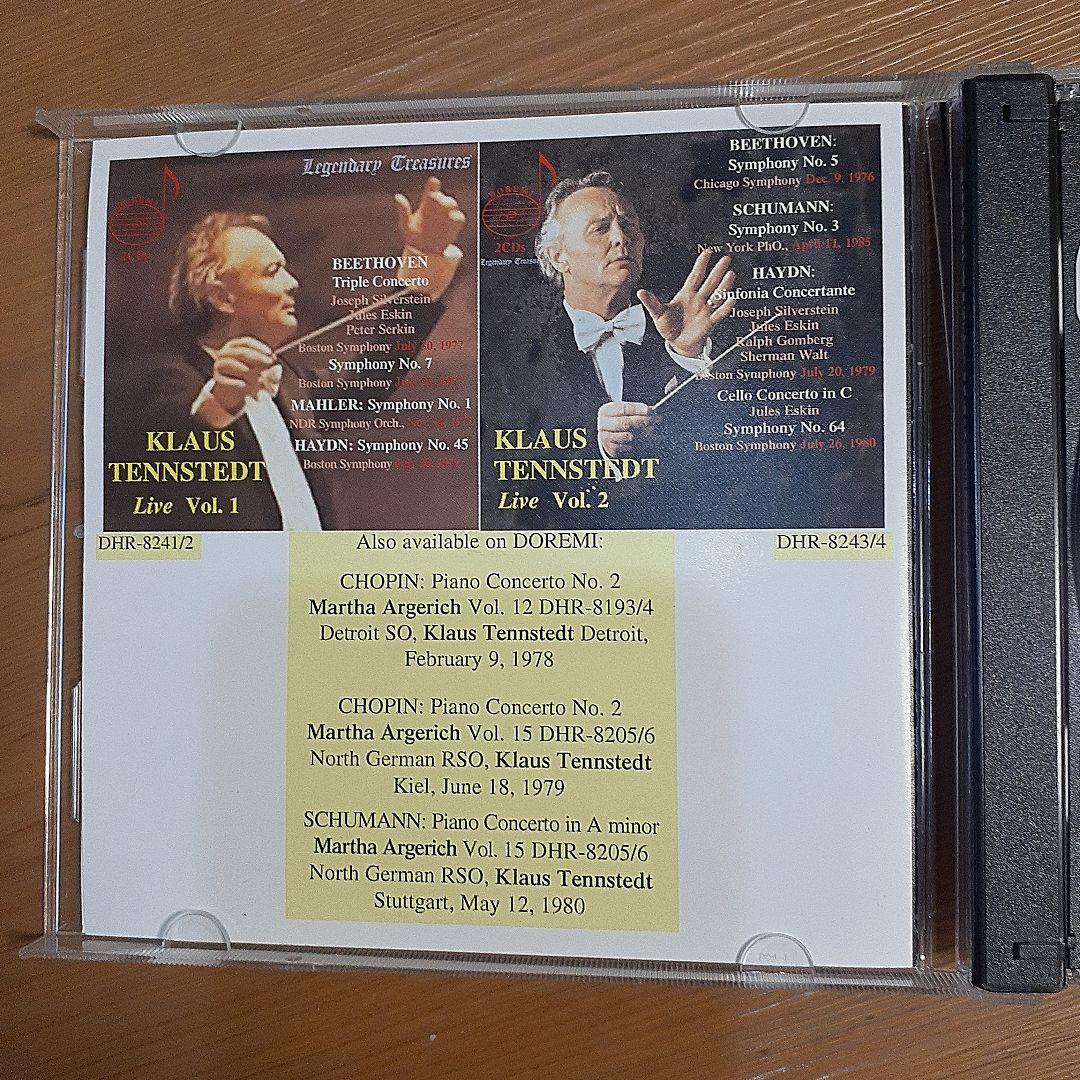 Legendary Treasures
DOREMI
2CDs
BEETHOVEN
Triple Concerto
Joseph Silverstein
Jules Eskin
Peter Serkin
Boston Symphony July 30, 1977
Symphony No. 7
Boston Symphony
MAHLER: Symphony No. 1
NDR Symphony Orch.,
HAYDN: Symphony No. 45
Boston Symphony
KLAUS
TENNSTEDT
Live Vol. 1
DOREMI
2CDs
Legendary Treasures
BEETHOVEN:
Symphony No. 5
Chicago Symphony Dec. 9, 1976
SCHUMANN:
Symphony No. 3
New York PhO., April 11, 1985
HAYDN:
Sinfonia Concertante
Joseph Silverstein
Jules Eskin
Ralph Gomberg
Sherman Walt
Boston Symphony July 20, 1979
Cello Concerto in C
Jules Eskin
Symphony No. 64
Boston Symphony July 26, 1980
KLAUS
TENNSTEDT
Live Vol. 2
DHR-8241/2
DHR-8243/4
Also available on DOREMI:
CHOPIN: Piano Concerto No. 2
Martha Argerich Vol. 12 DHR-8193/4
Detroit SO, Klaus Tennstedt Detroit,
February 9, 1978
CHOPIN: Piano Concerto No. 2
Martha Argerich Vol. 15 DHR-8205/6
North German RSO, Klaus Tennstedt
Kiel, June 18, 1979
SCHUMANN: Piano Concerto in A minor
Martha Argerich Vol. 15 DHR-8205/6
North German RSO, Klaus Tennstedt
Stuttgart, May 12, 1980